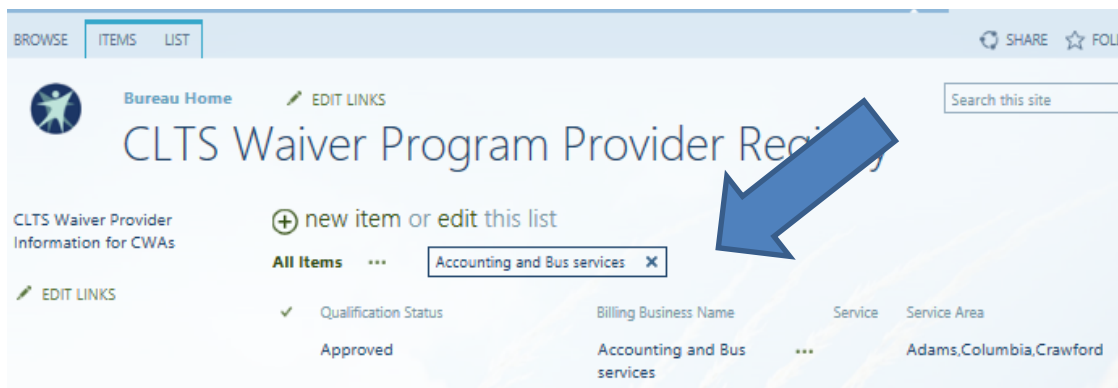 BROWSE ITEMS LIST SHARE
Bureau Home EDIT LINKS Search this site
CLTS Waiver Program Provider
CLTS Waiver Provider
Information for CWAs
new item or edit this list
All Items ••• Accounting and Bus services
EDIT LINKS
Qualification Status Billing Business Name Service Service Area
Approved Accounting and Bus ••• Adams,Columbia,Crawford
services